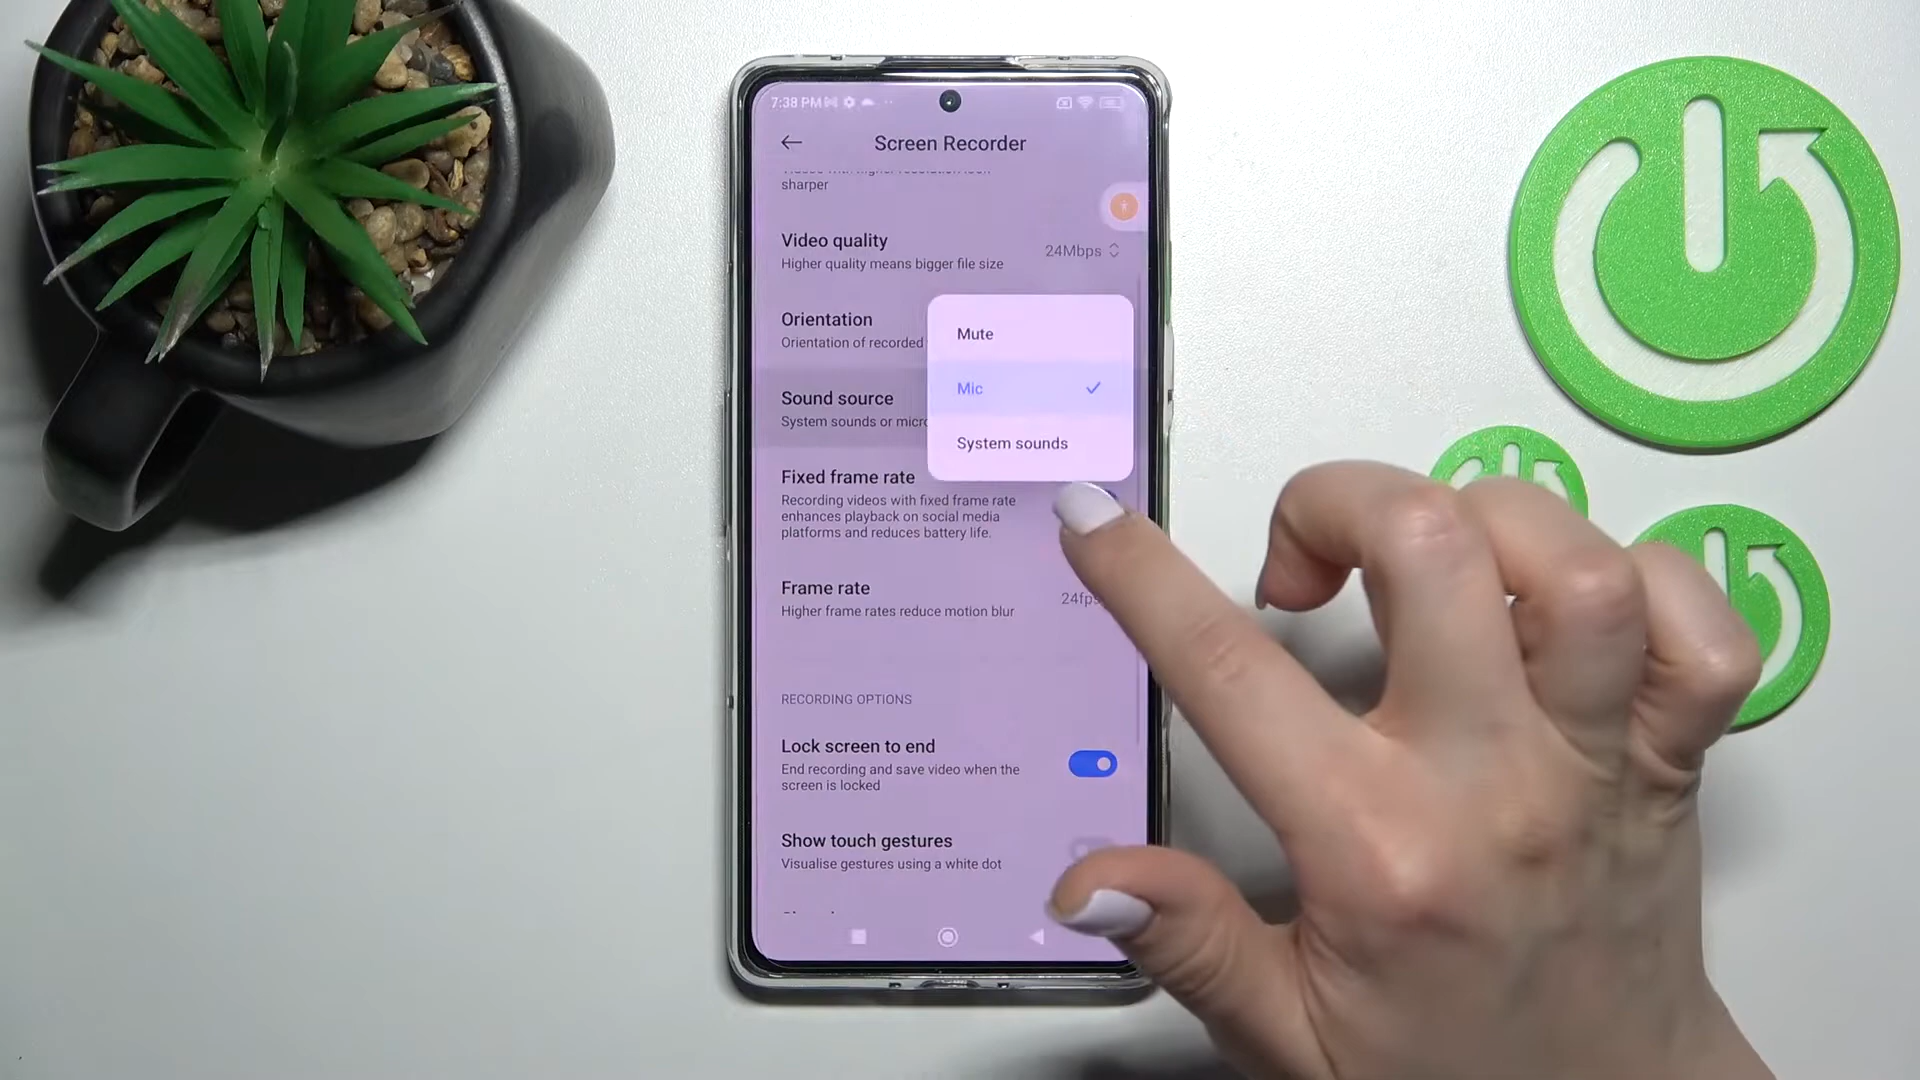 7:38 PM
Screen Recorder
sharper
Video quality
24Mbps
Higher quality means bigger file size
Orientation
Orientation of recorded
Mute
Mic
System sounds
Sound source
System sounds or micro
Fixed frame rate
Recording videos with fixed frame rate
enhances playback on social media
platforms and reduces battery life.
Frame rate
24fps
Higher frame rates reduce motion blur
RECORDING OPTIONS
Lock screen to end
End recording and save video when the
screen is locked
Show touch gestures
Visualise gestures using a white dot